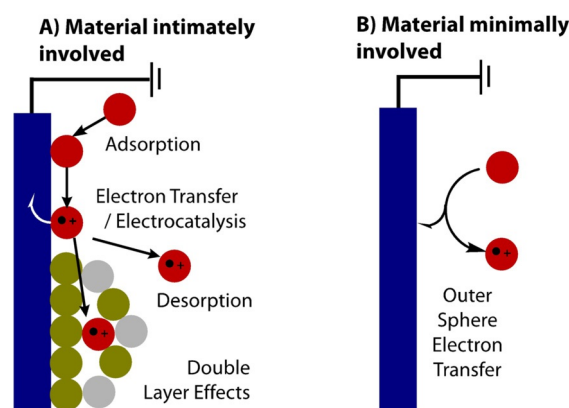 A) Material intimately
involved
Adsorption
Electron Transfer
/ Electrocatalysis
Desorption
Double
Layer Effects
B) Material minimally
involved
Outer
Sphere
Electron
Transfer